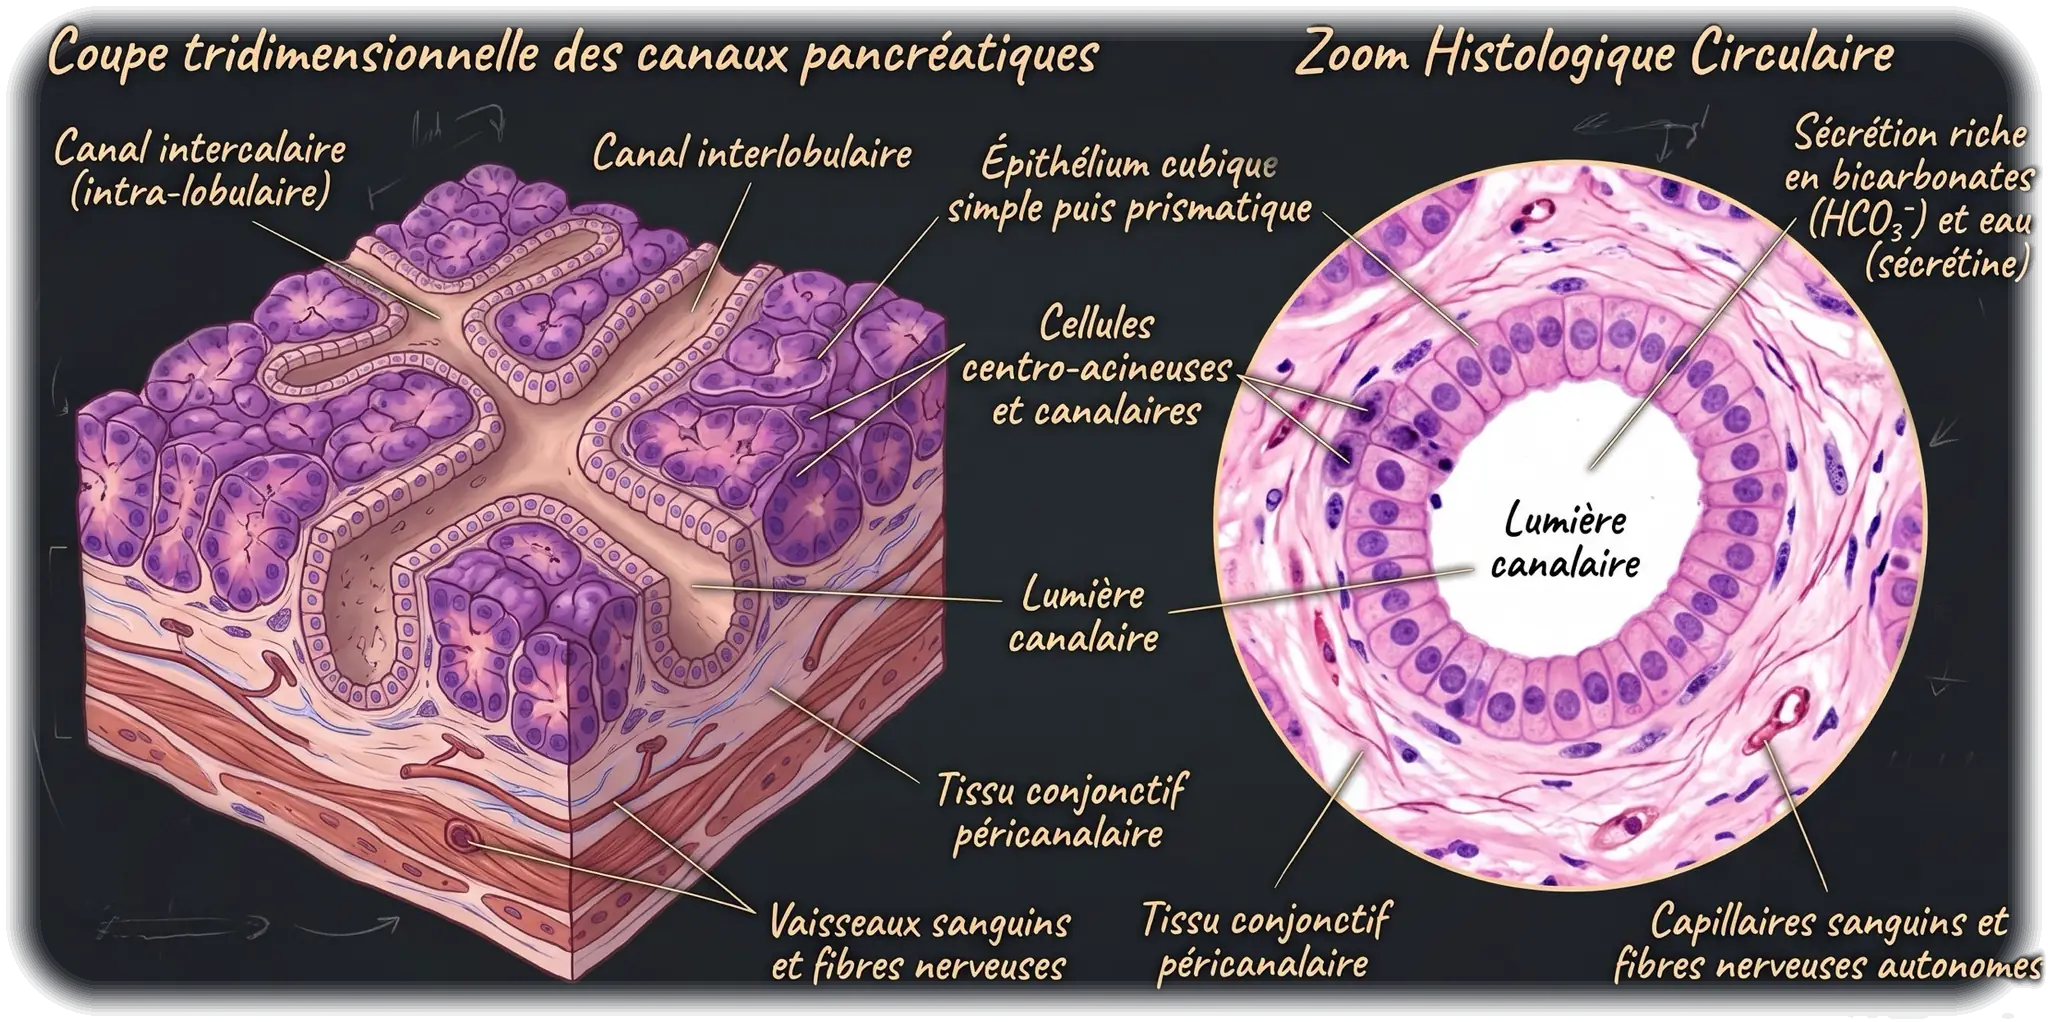 Coupe tridimensionnelle des canaux pancréatiques
Zoom Histologique Circulaire
Canal intercalaire
(intra-lobulaire)
Canal interlobulaire
Épithélium cubique
simple puis prismatique
Sécrétion riche
en bicarbonates
(HCO₃⁻) et eau
(sécrétine)
Cellules
centro-acineuses
et canalaires
Lumière
canalaire
Lumière
canalaire
Tissu conjonctif
péricanalaire
Vaisseaux sanguins
et fibres nerveuses
Tissu conjonctif
péricanalaire
Capillaires sanguins et
fibres nerveuses autonomes